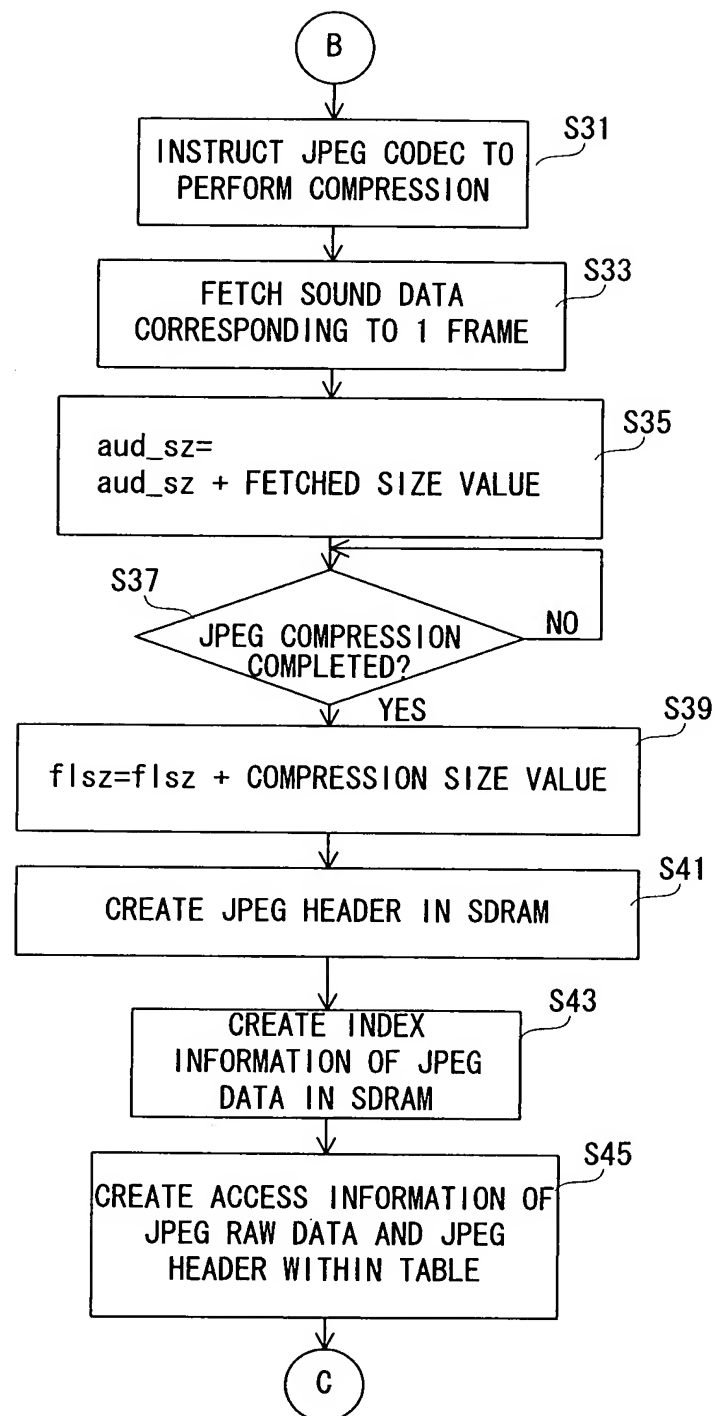 B
S31
INSTRUCT JPEG CODEC TO
PERFORM COMPRESSION
S33
FETCH SOUND DATA
CORRESPONDING TO 1 FRAME
S35
aud_sz=
aud_sz + FETCHED SIZE VALUE
S37
JPEG COMPRESSION
COMPLETED?
NO
YES
S39
flsz=flsz + COMPRESSION SIZE VALUE
S41
CREATE JPEG HEADER IN SDRAM
S43
CREATE INDEX
INFORMATION OF JPEG
DATA IN SDRAM
S45
CREATE ACCESS INFORMATION OF
JPEG RAW DATA AND JPEG
HEADER WITHIN TABLE
C